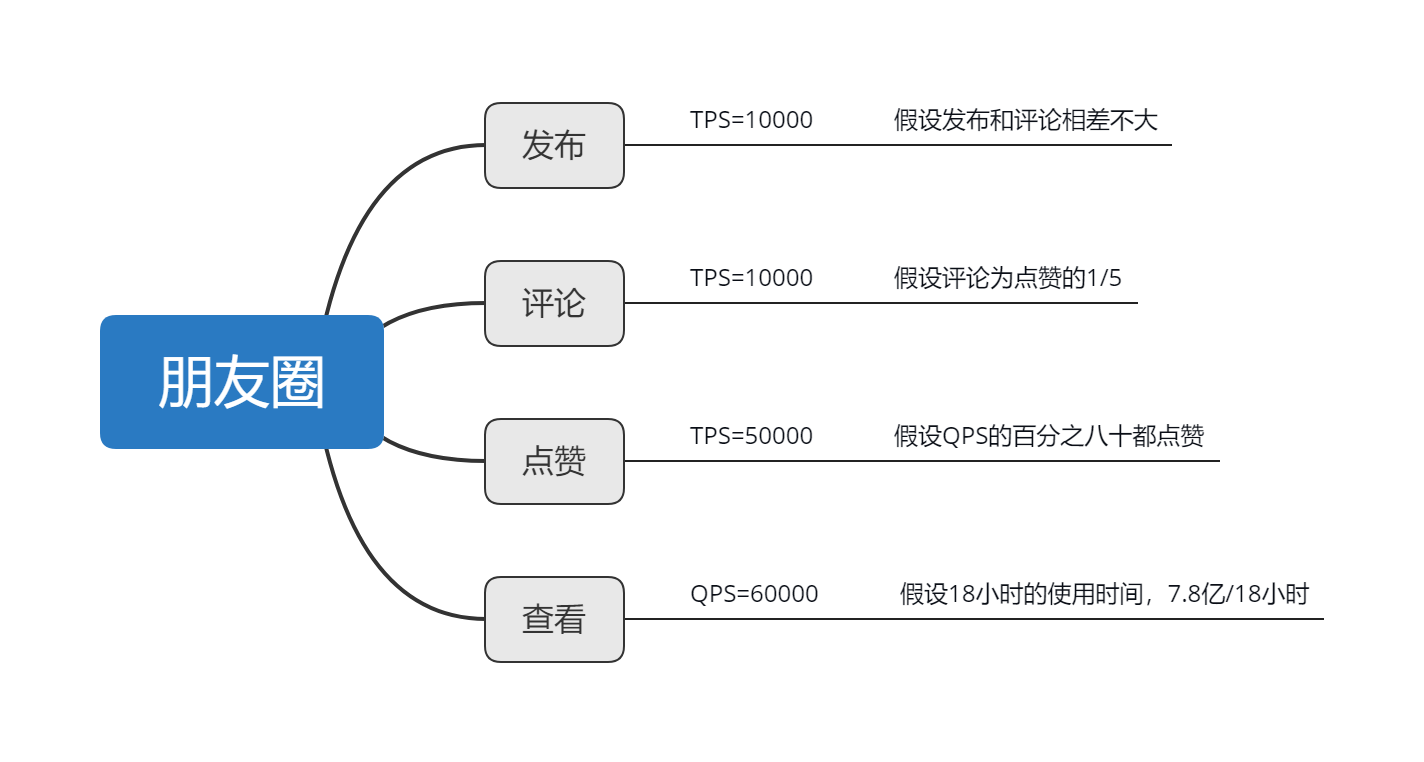 朋友圈
发布
TPS=10000 假设发布和评论相差不大
评论
TPS=10000 假设评论为点赞的1/5
点赞
TPS=50000 假设QPS的百分之八十都点赞
查看
QPS=60000 假设18小时的使用时间，7.8亿/18小时